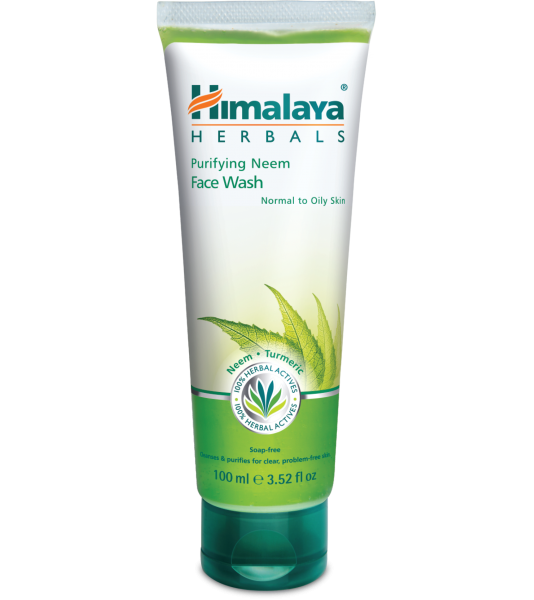 Himalaya®
HERBALS
Purifying Neem
Face Wash
Normal to Oily Skin
Neem • Turmeric
100% HERBAL ACTIVES
100% HERBAL ACTIVES
Soap-free
& purifies for clear, problem-free skin
100 ml ℮ 3.52 fl oz